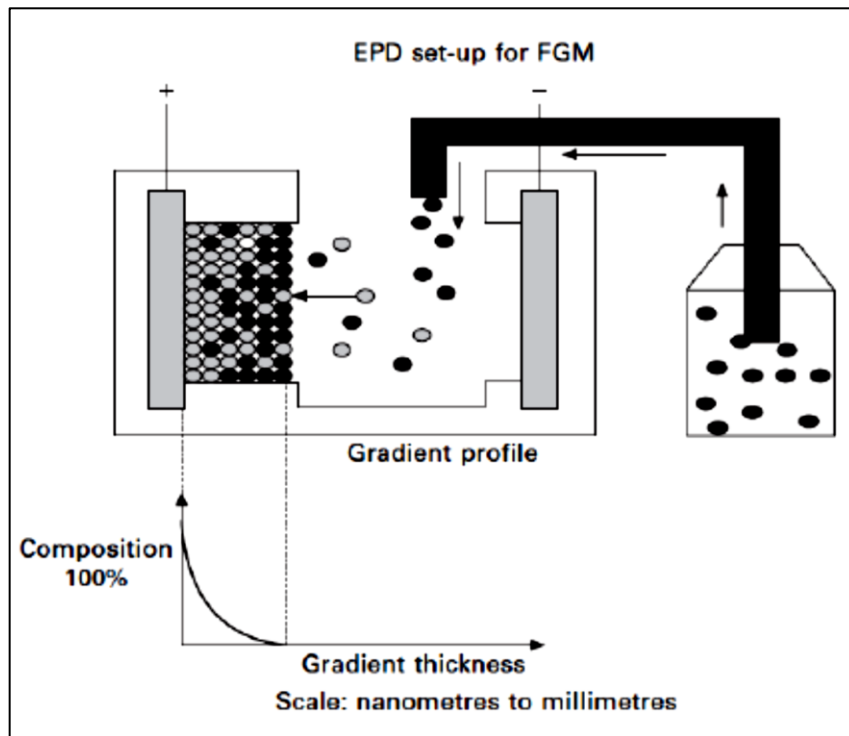 EPD set-up for FGM
+
−
Gradient profile
Composition
100%
Gradient thickness
Scale: nanometres to millimetres